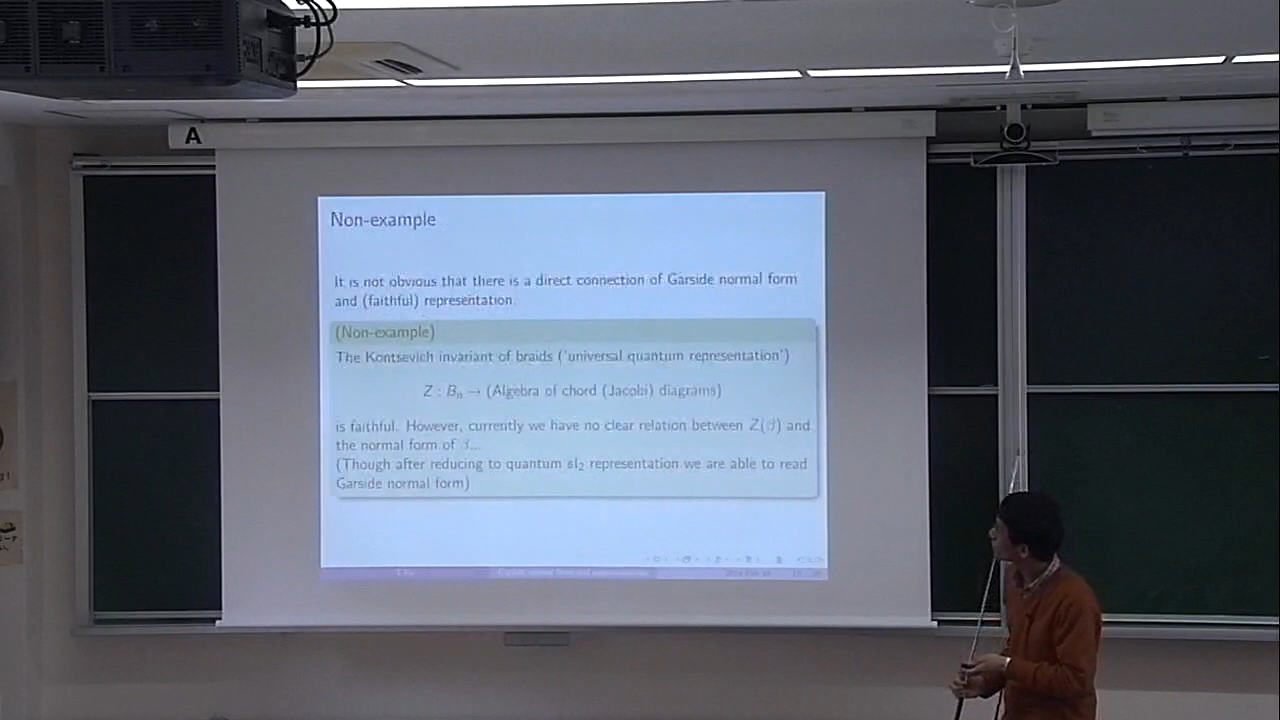 A
Non-example
It is not obvious that there is a direct connection of Garside normal form
and (faithful) representation.
(Non-example)
The Kontsevich invariant of braids ('universal quantum representation')
Z : Bₙ → (Algebra of chord (Jacobi) diagrams)
is faithful. However, currently we have no clear relation between Z(β) and
the normal form of β...
(Though after reducing to quantum sl₂ representation we are able to read
Garside normal form)